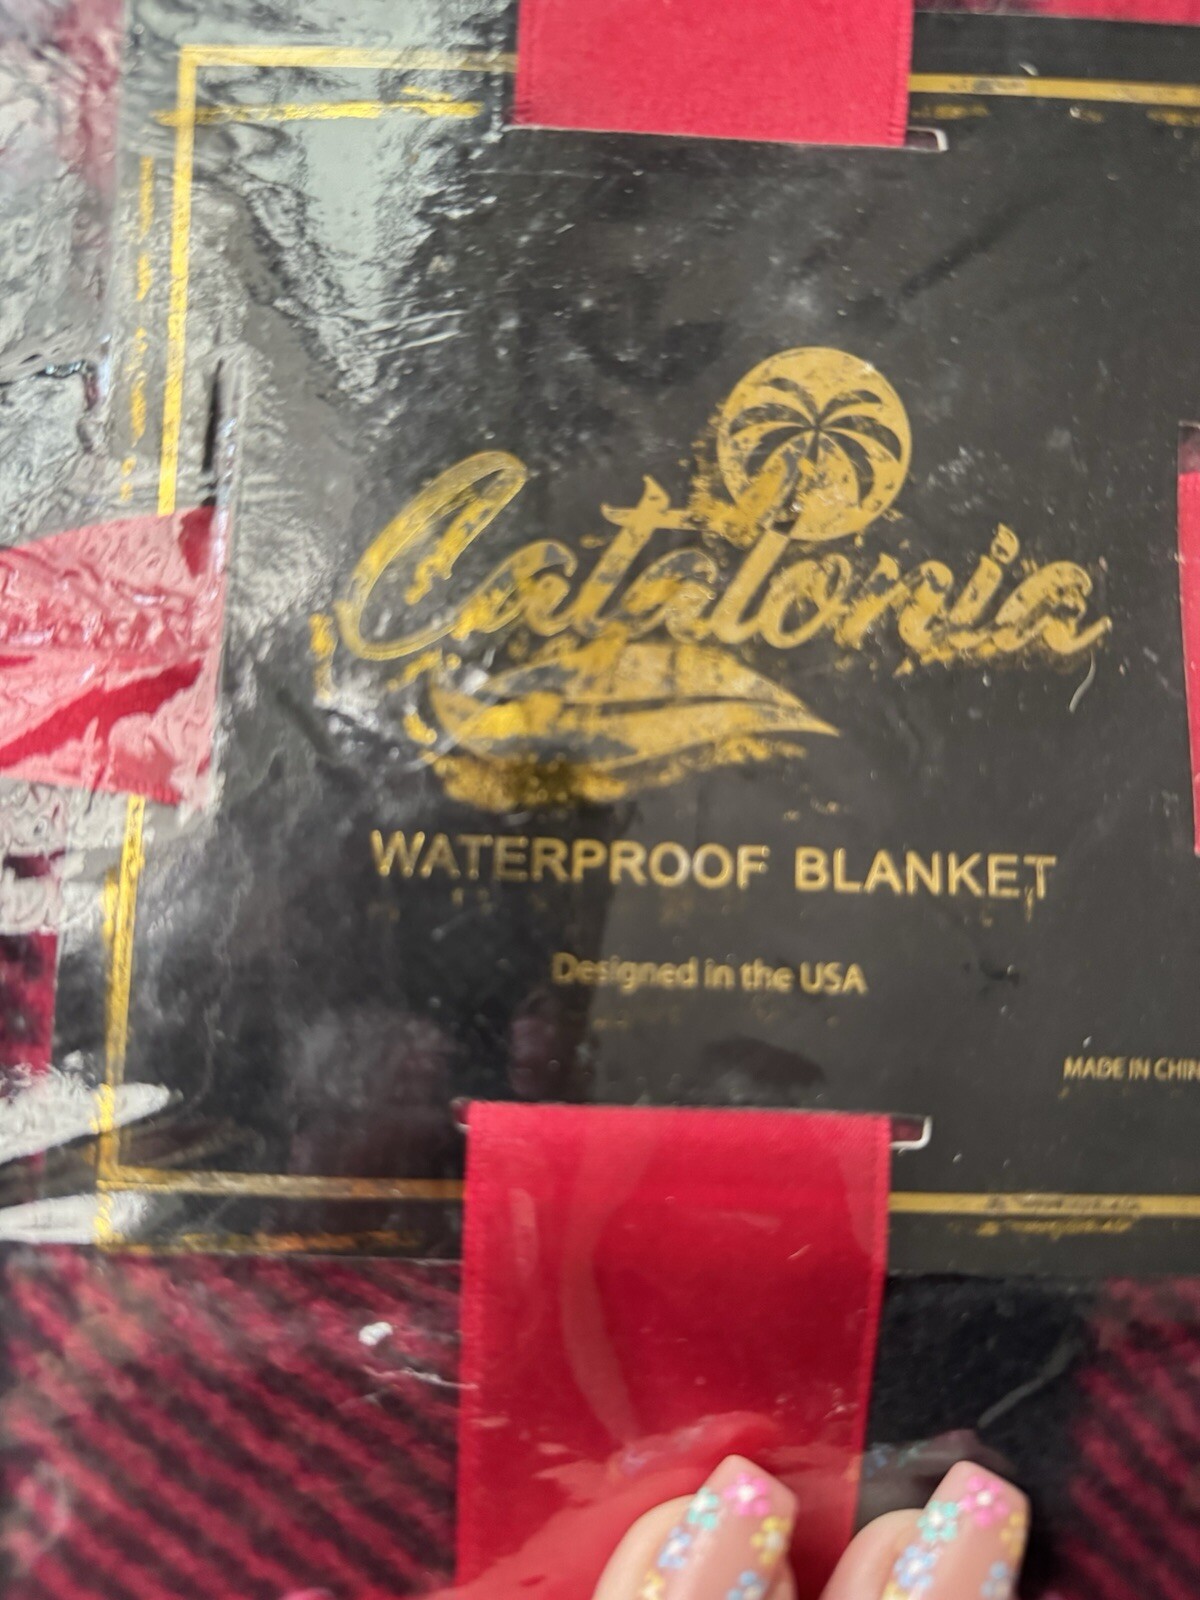 Catalonia
WATERPROOF BLANKET
Designed in the USA
MADE IN CHIN